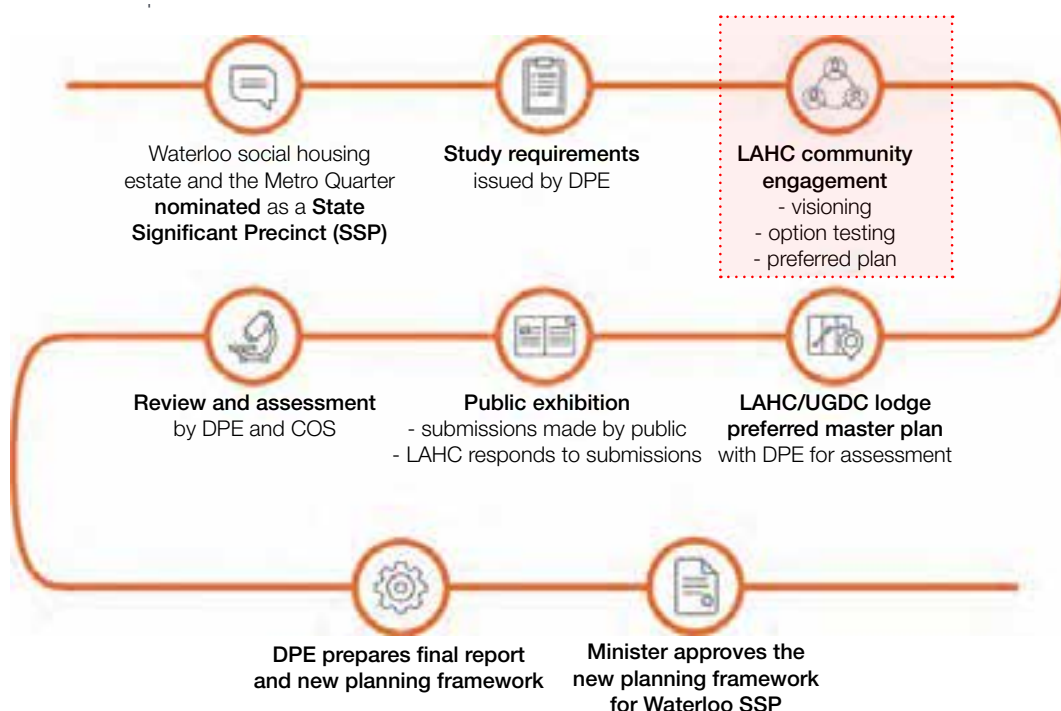 Waterloo social housing
estate and the Metro Quarter
nominated as a State
Significant Precinct (SSP)
Study requirements
issued by DPE
LAHC community
engagement
- visioning
- option testing
- preferred plan
LAHC/UGDC lodge
preferred master plan
with DPE for assessment
Public exhibition
- submissions made by public
- LAHC responds to submissions
Review and assessment
by DPE and COS
DPE prepares final report
and new planning framework
Minister approves the
new planning framework
for Waterloo SSP